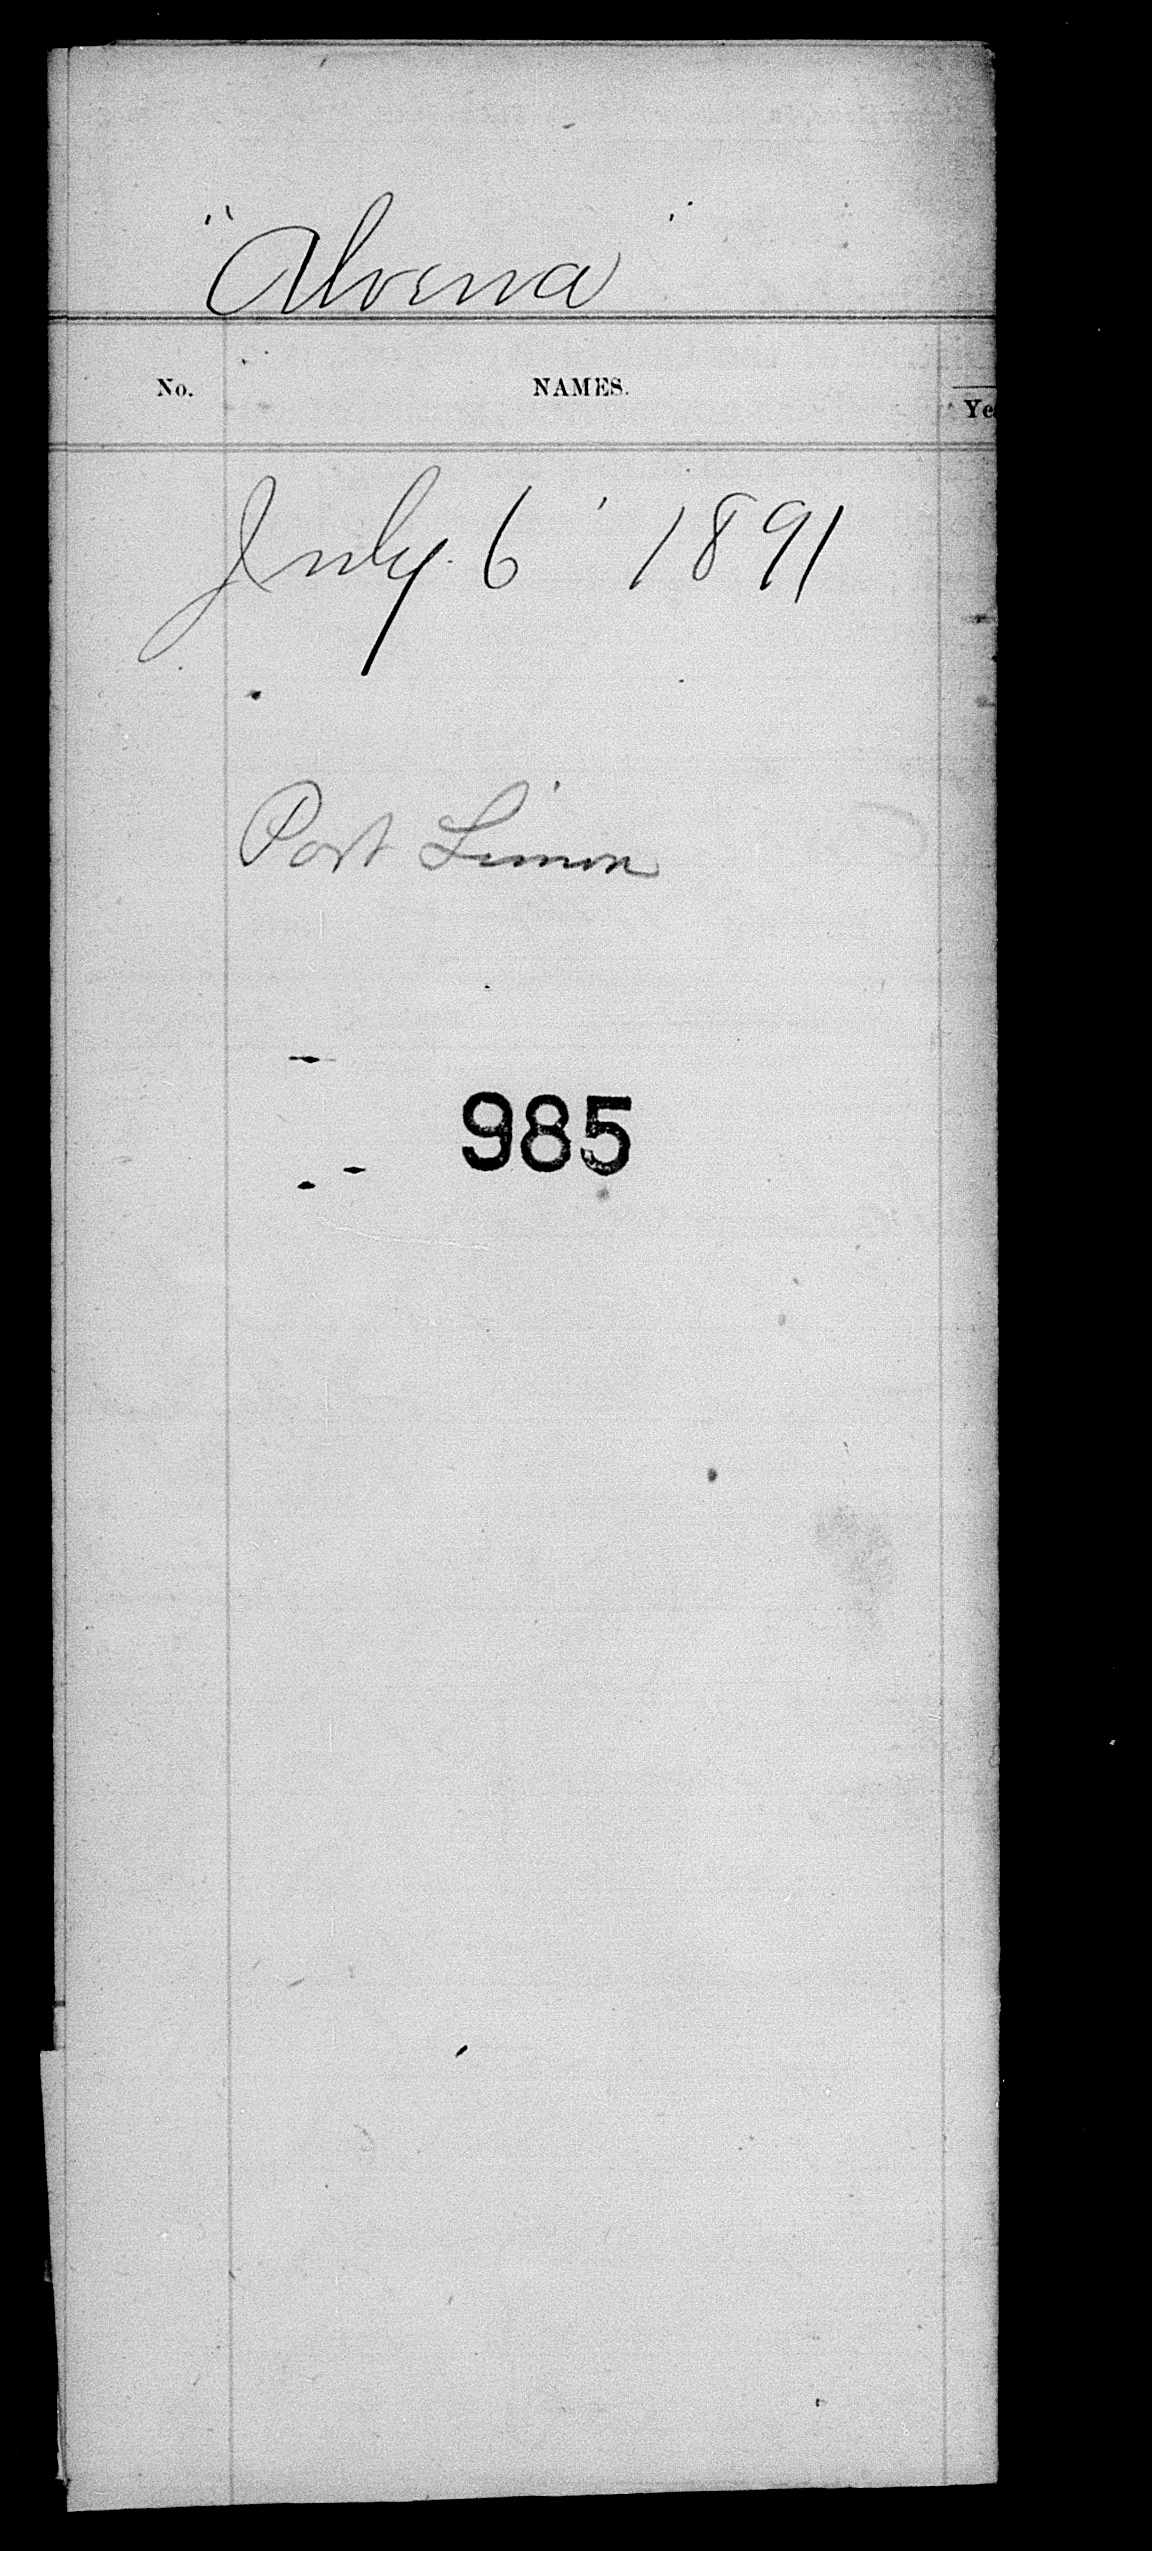 "Alvena"
No. NAMES. Ye
July 6' 1891
Port Limon
985